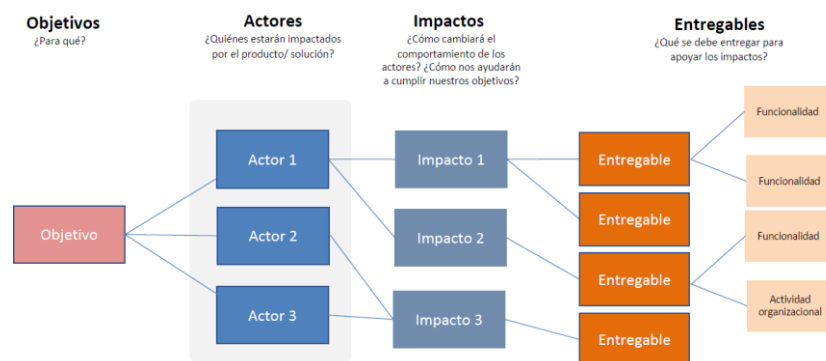 Objetivos
¿Para qué?
Actores
¿Quiénes estarán impactados
por el producto/ solución?
Impactos
¿Cómo cambiará el
comportamiento de los
actores? ¿Cómo nos ayudarán
a cumplir nuestros objetivos?
Entregables
¿Qué se debe entregar para
apoyar los impactos?
Objetivo
Actor 1
Actor 2
Actor 3
Impacto 1
Impacto 2
Impacto 3
Entregable
Entregable
Entregable
Entregable
Funcionalidad
Funcionalidad
Funcionalidad
Actividad
organizacional